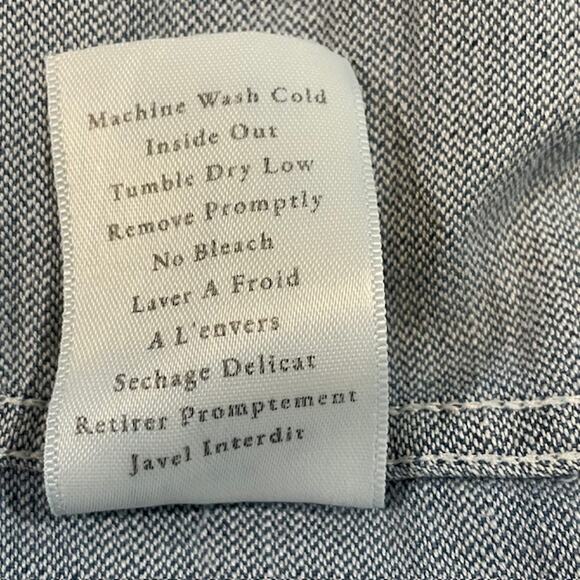 Machine Wash Cold
Inside Out
Tumble Dry Low
Remove Promptly
No Bleach
Laver A Froid
A L'envers
Sechage Delicat
Retirer Promptement
Javel Interdit